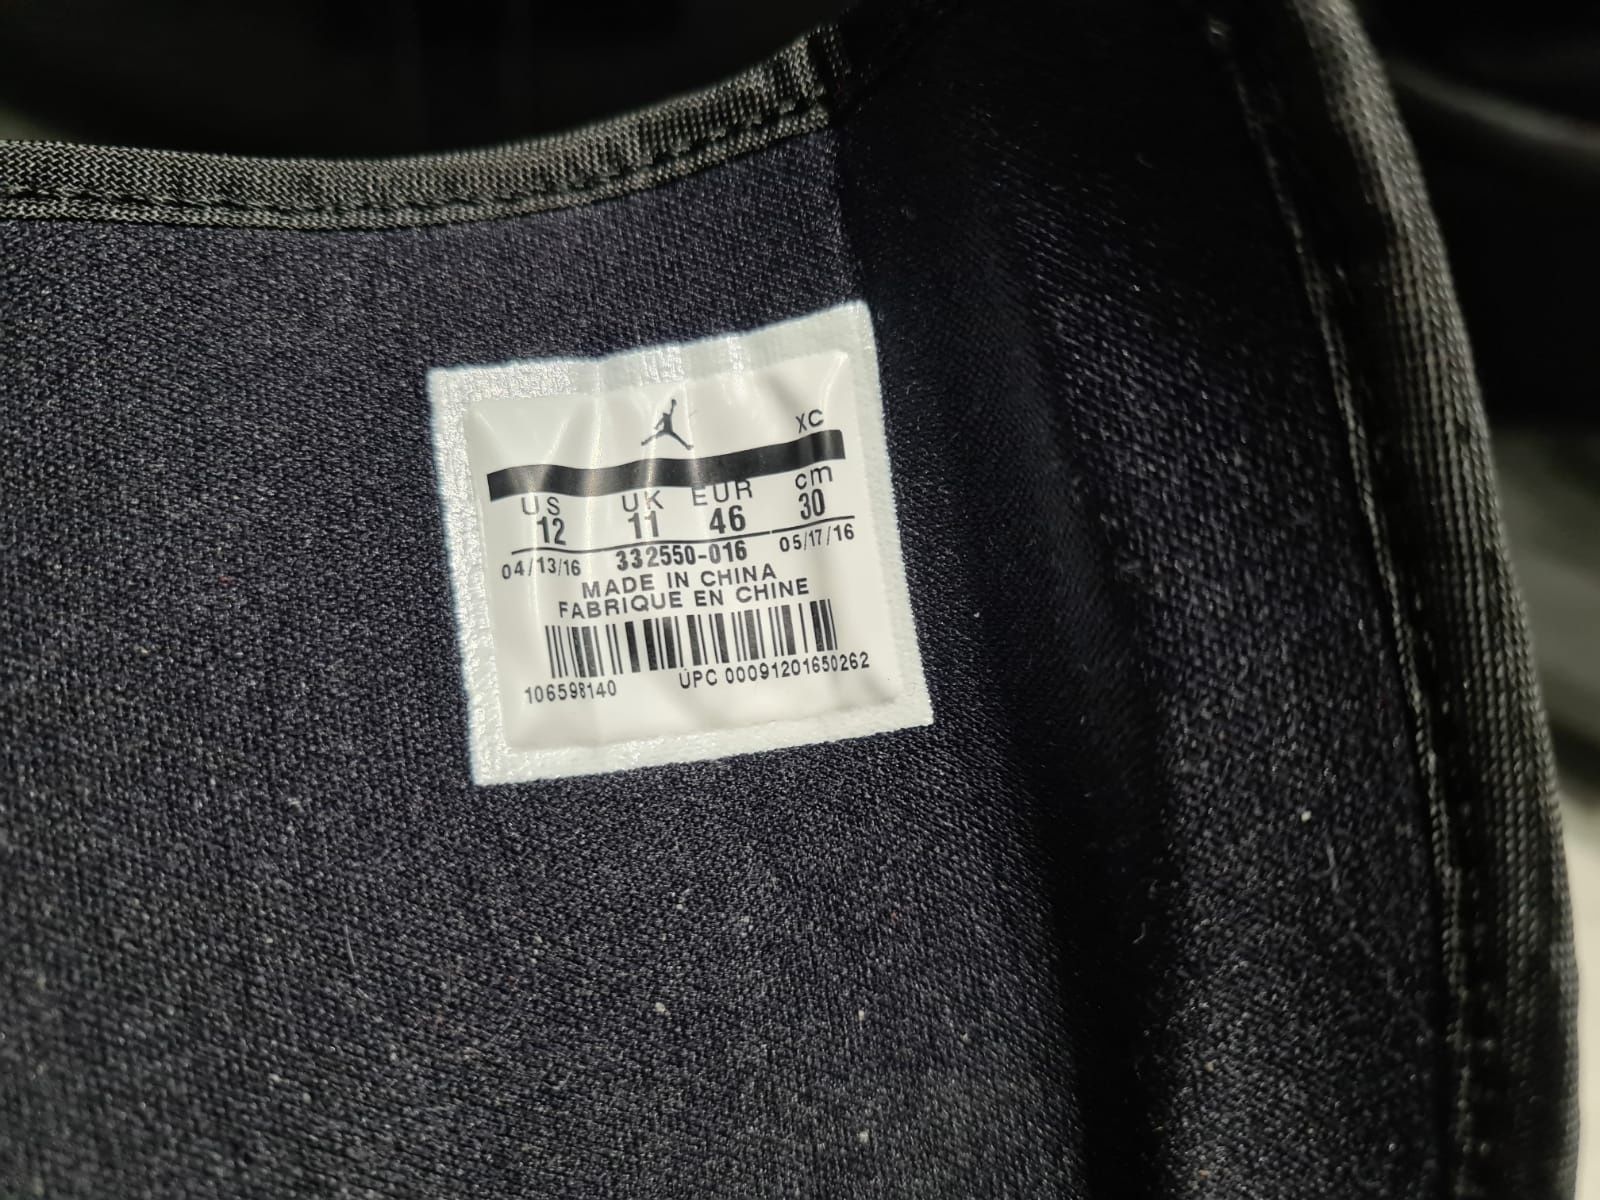 XC
US UK EUR cm
12 11 46 30
04/13/16 332550-016 05/17/16
MADE IN CHINA
FABRIQUE EN CHINE
106598140 UPC 00091201650262